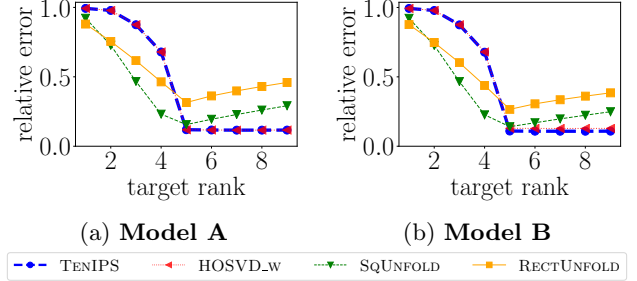 1.0
0.5
0.0
relative error
2 4 6 8
target rank
(a) Model A
1.0
0.5
0.0
relative error
2 4 6 8
target rank
(b) Model B
TENIPS HOSVD_W SQUNFOLD RECTUNFOLD